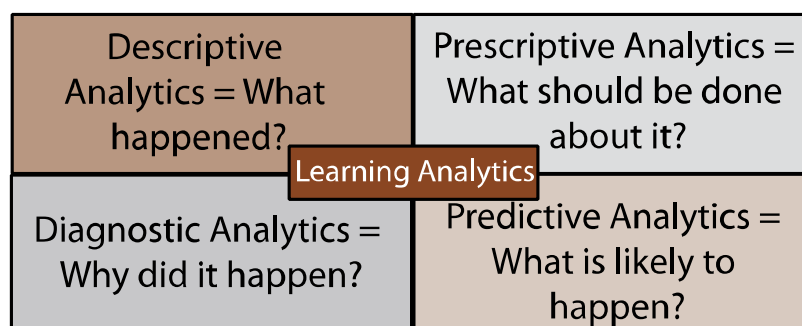 Descriptive
Analytics = What
happened?
Prescriptive Analytics =
What should be done
about it?
Learning Analytics
Diagnostic Analytics =
Why did it happen?
Predictive Analytics =
What is likely to
happen?